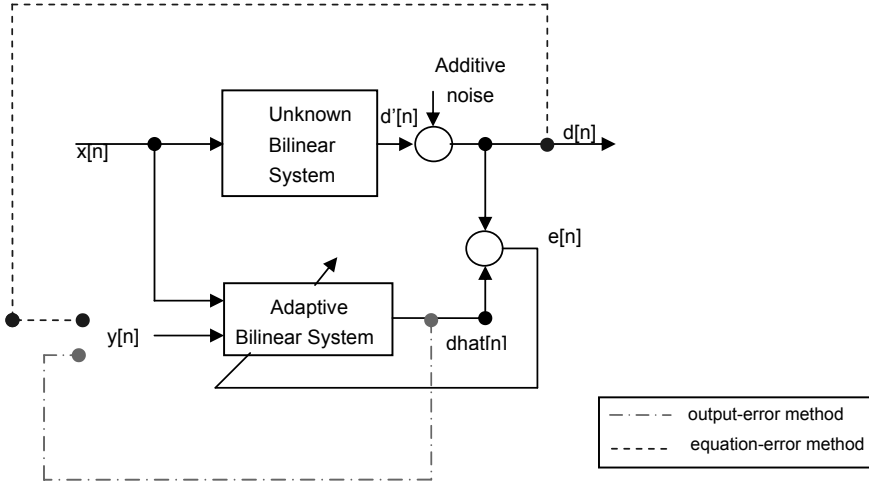 Additive
noise
Unknown
Bilinear
System
d'[n]
d[n]
x[n]
e[n]
Adaptive
Bilinear System
y[n]
dhat[n]
output-error method
equation-error method